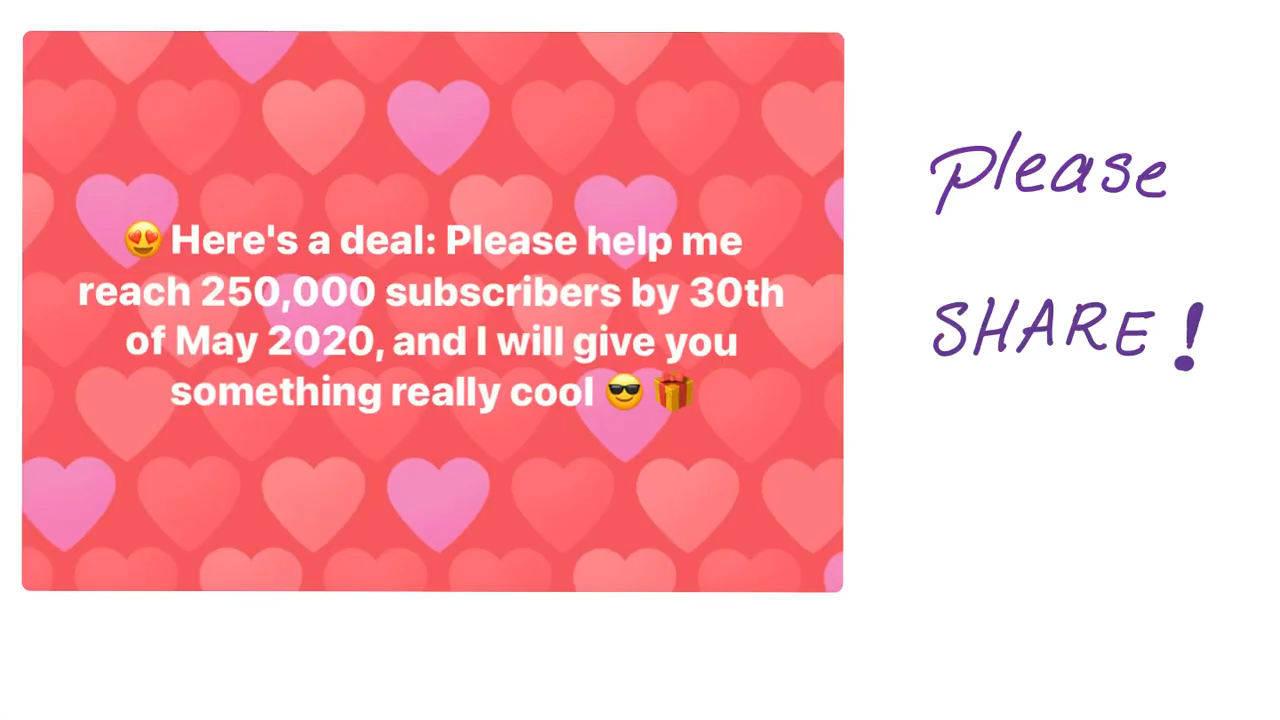 😍 Here's a deal: Please help me
reach 250,000 subscribers by 30th
of May 2020, and I will give you
something really cool 😎 🎁
please
SHARE!